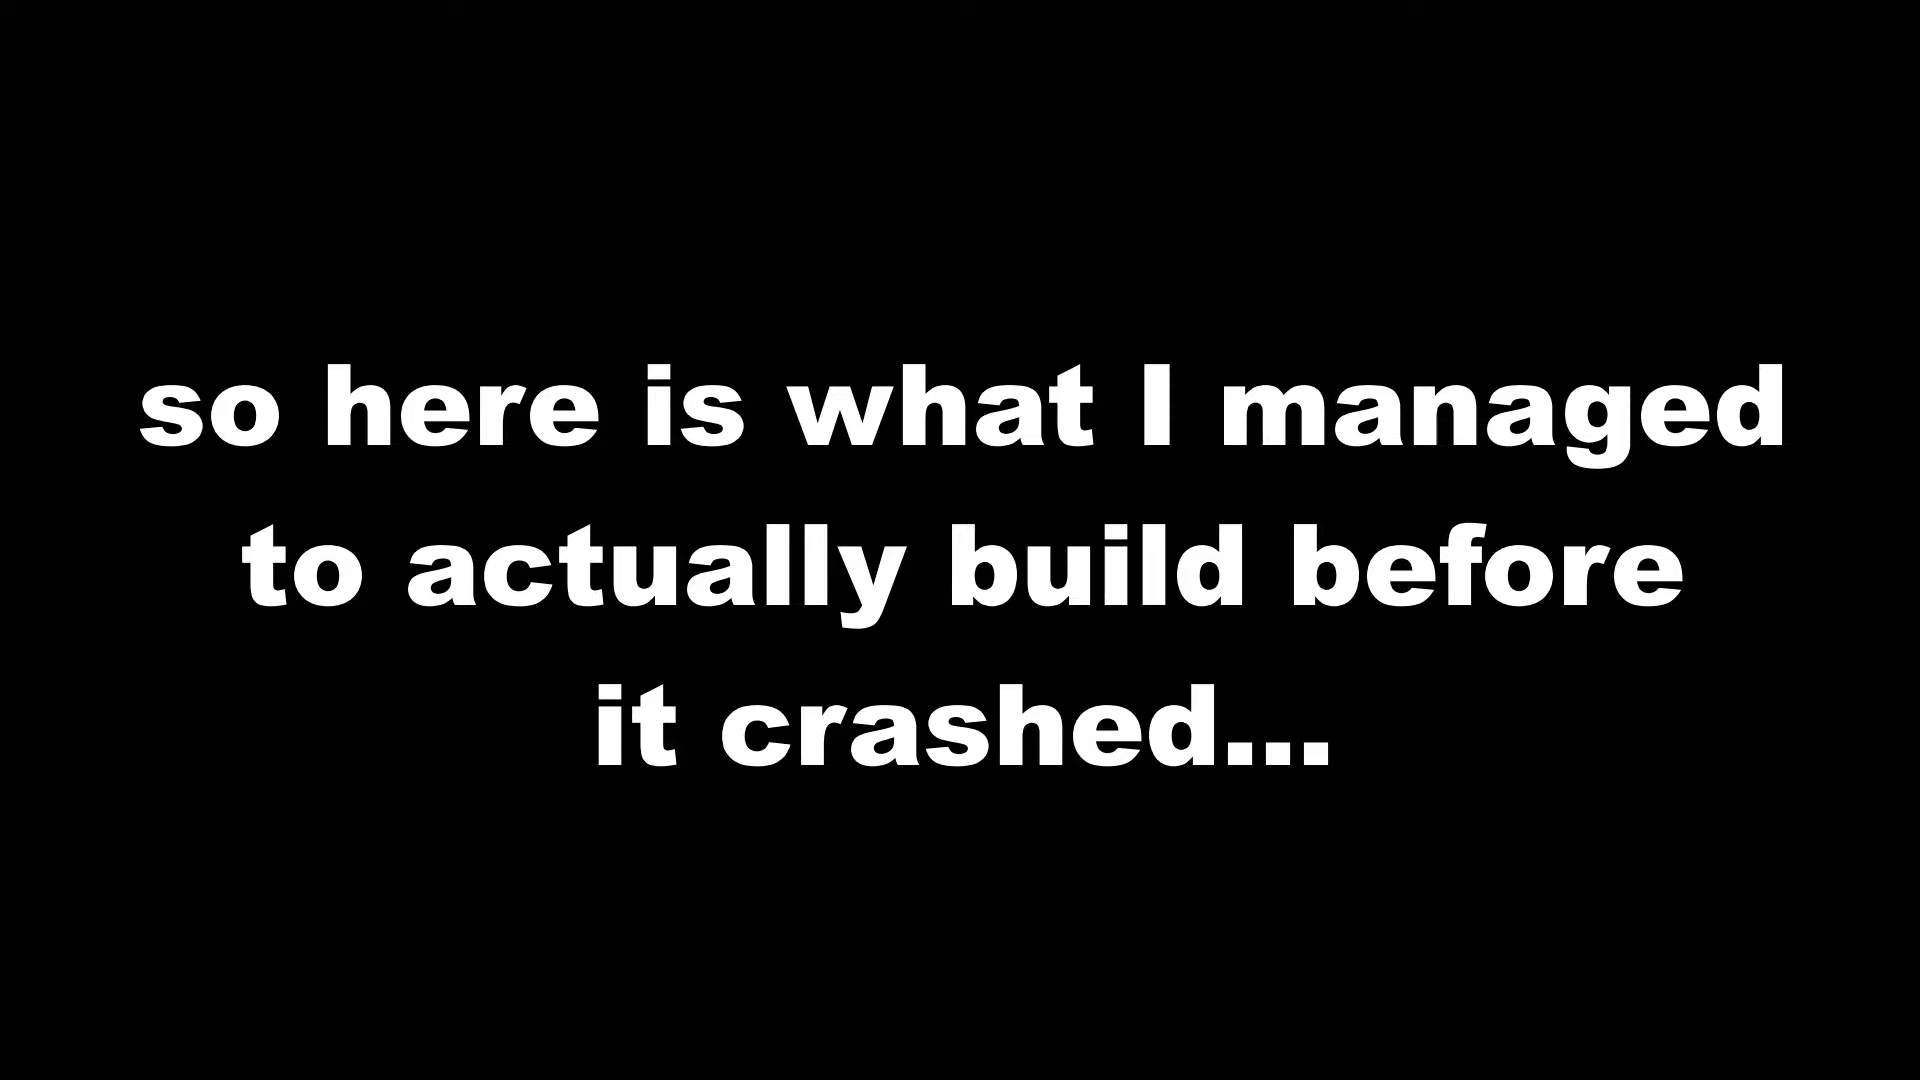 so here is what I managed
to actually build before
it crashed...